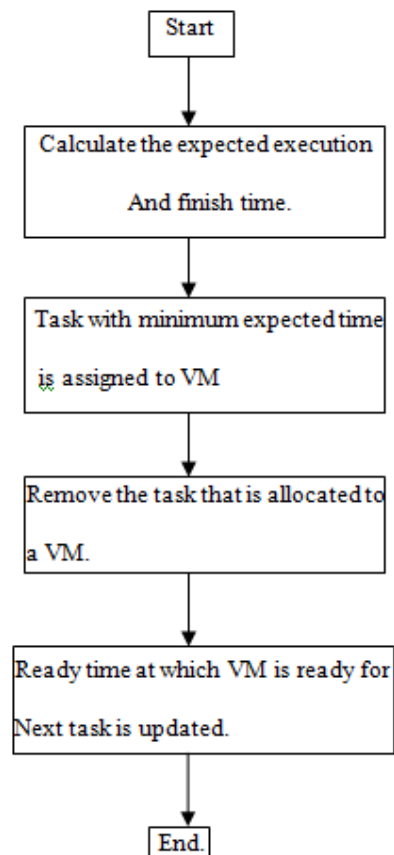 Start
Calculate the expected execution
And finish time.
Task with minimum expected time
is assigned to VM
Remove the task that is allocated to
a VM.
Ready time at which VM is ready for
Next task is updated.
End.